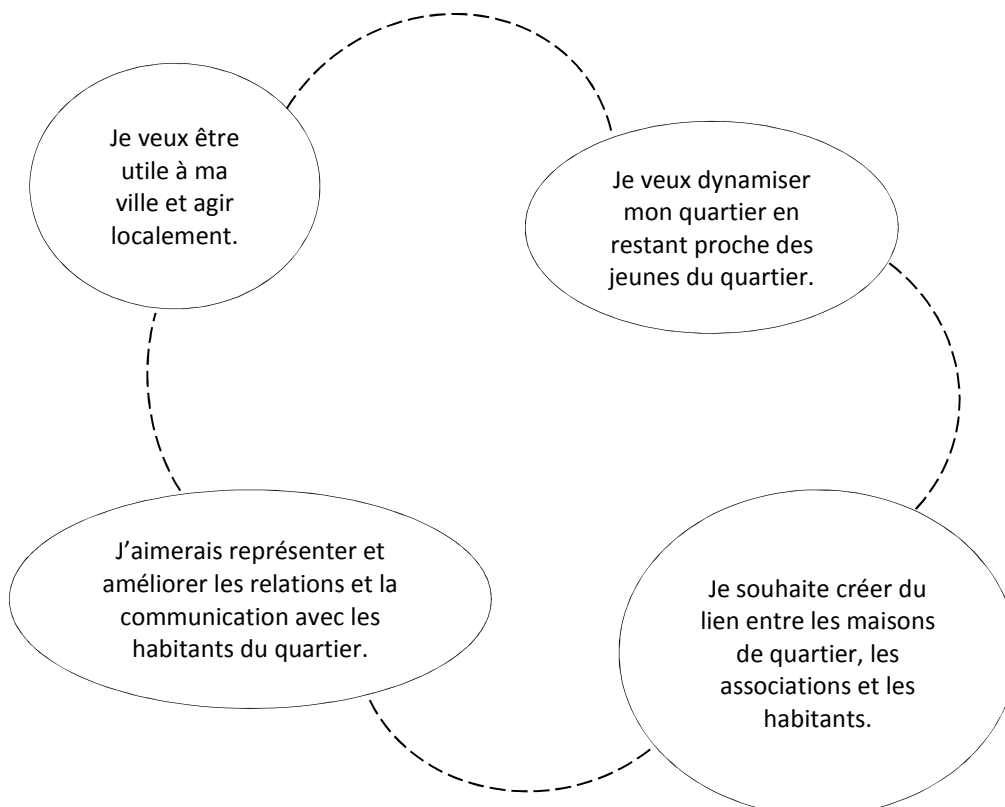 Je veux être
utile à ma
ville et agir
localement.
Je veux dynamiser
mon quartier en
restant proche des
jeunes du quartier.
J’aimerais représenter et
améliorer les relations et la
communication avec les
habitants du quartier.
Je souhaite créer du
lien entre les maisons
de quartier, les
associations et les
habitants.